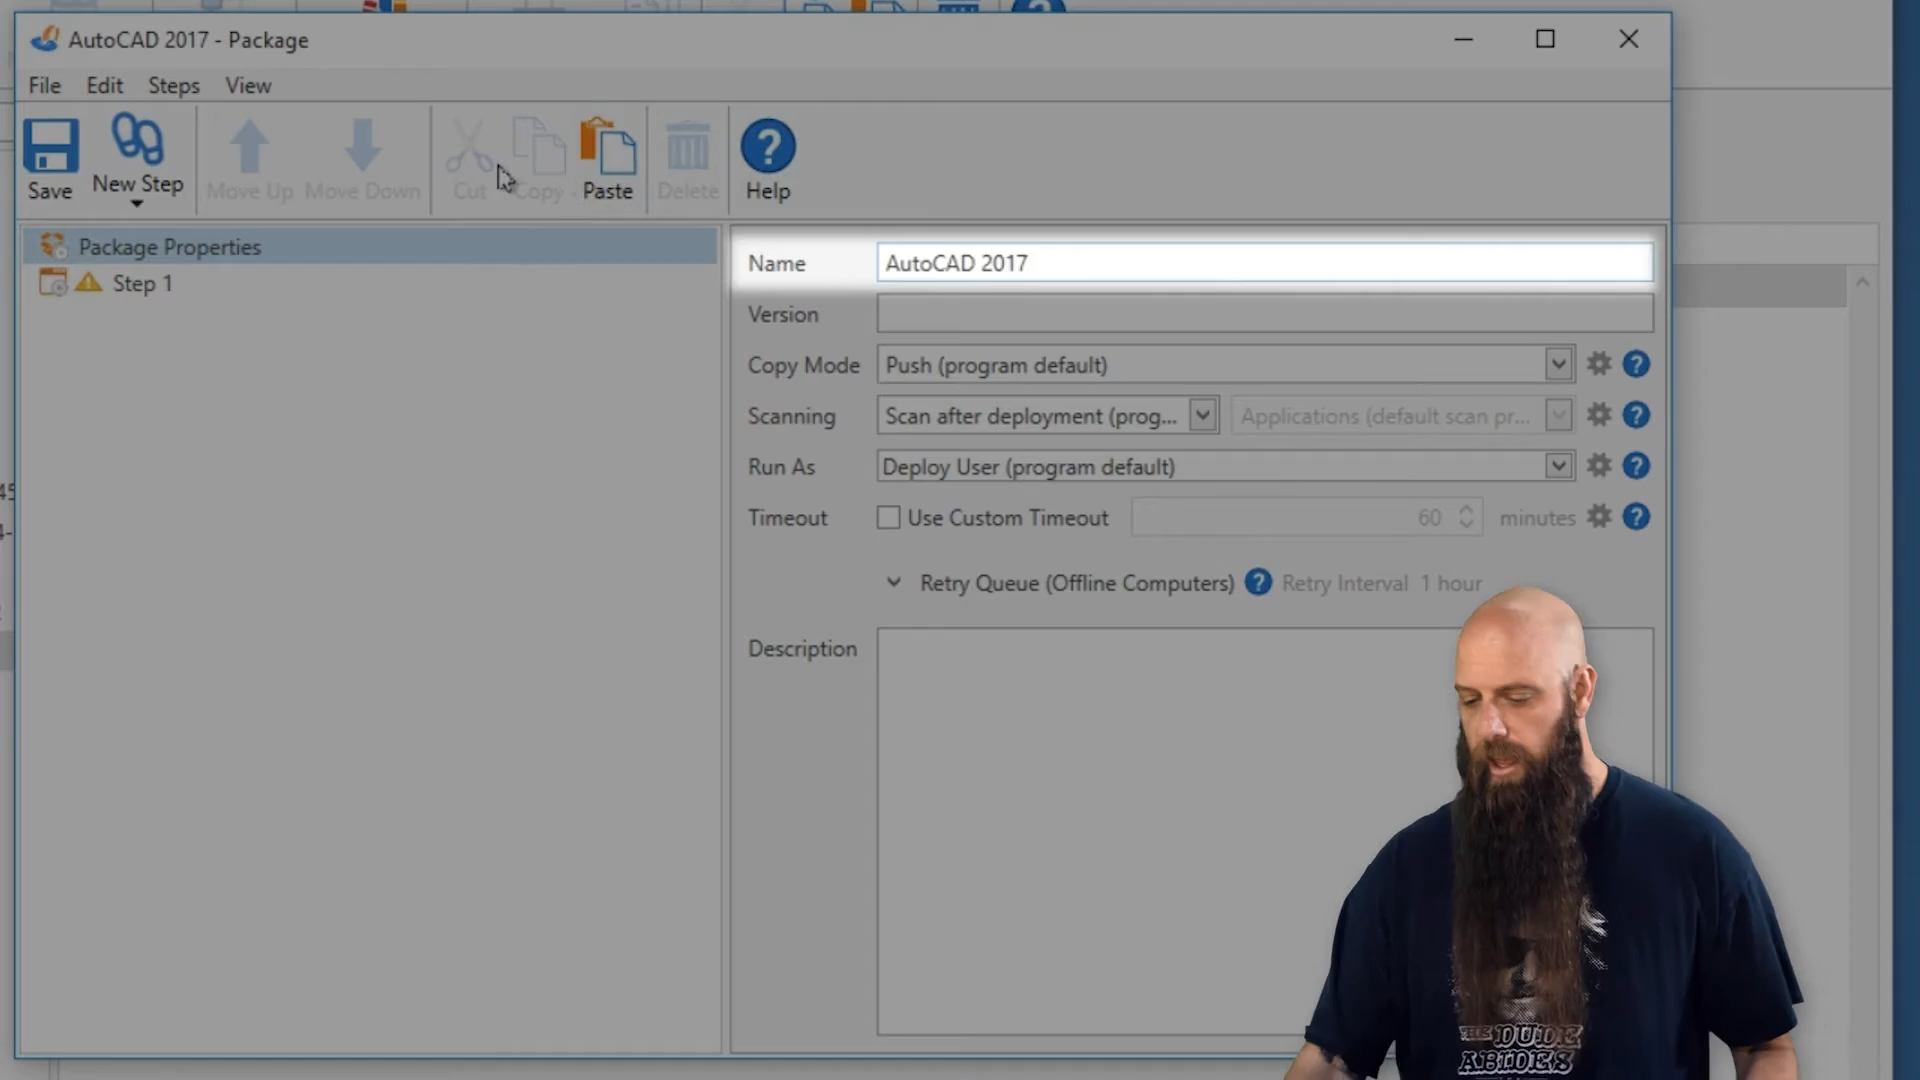 AutoCAD 2017 - Package
File Edit Steps View
Save New Step Move Up Move Down Cut Copy Paste Delete Help
Package Properties
Step 1
Name AutoCAD 2017
Version
Copy Mode Push (program default)
Scanning Scan after deployment (prog... Applications (default scan pr...
Run As Deploy User (program default)
Timeout Use Custom Timeout 60 minutes
Retry Queue (Offline Computers) ? Retry Interval 1 hour
Description
THE DUDE
ABIDES